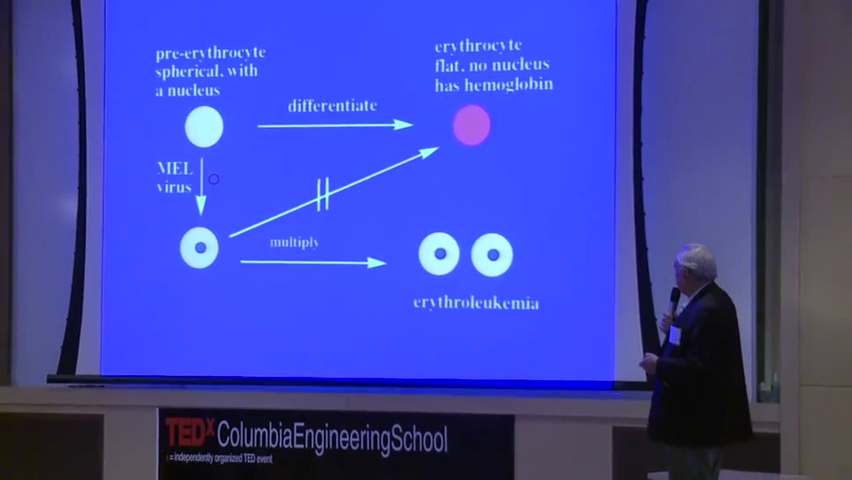 pre-erythrocyte
spherical, with
a nucleus
erythrocyte
flat, no nucleus
has hemoglobin
differentiate
MEL
virus
multiply
erythroleukemia
TEDx ColumbiaEngineeringSchool
x = independently organized TED event